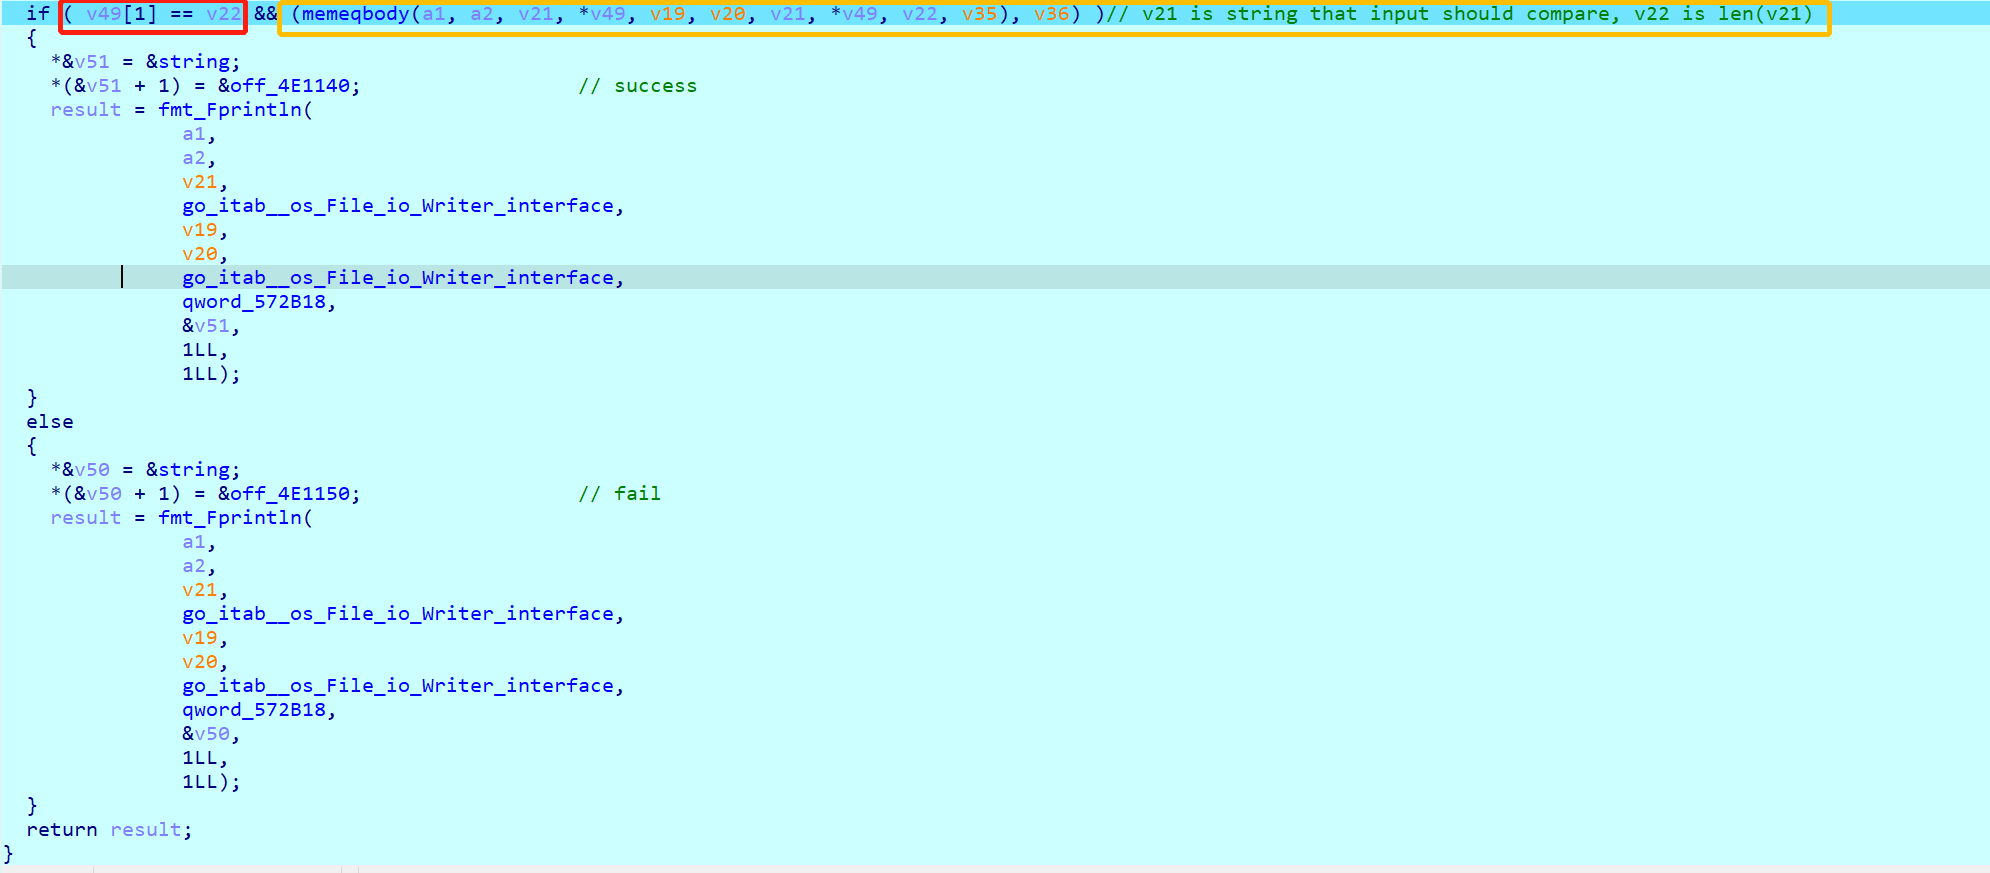 if ( v49[1] == v22 && (memeqbody(a1, a2, v21, *v49, v19, v20, v21, *v49, v22, v35), v36) )// v21 is string that input should compare, v22 is len(v21)
{
*&v51 = &string;
*(&v51 + 1) = &off_4E1140; // success
result = fmt_Fprintln(
a1,
a2,
v21,
go_itab__os_File_io_Writer_interface,
v19,
v20,
go_itab__os_File_io_Writer_interface,
qword_572B18,
&v51,
1LL,
1LL);
}
else
{
*&v50 = &string;
*(&v50 + 1) = &off_4E1150; // fail
result = fmt_Fprintln(
a1,
a2,
v21,
go_itab__os_File_io_Writer_interface,
v19,
v20,
go_itab__os_File_io_Writer_interface,
qword_572B18,
&v50,
1LL,
1LL);
}
return result;
}